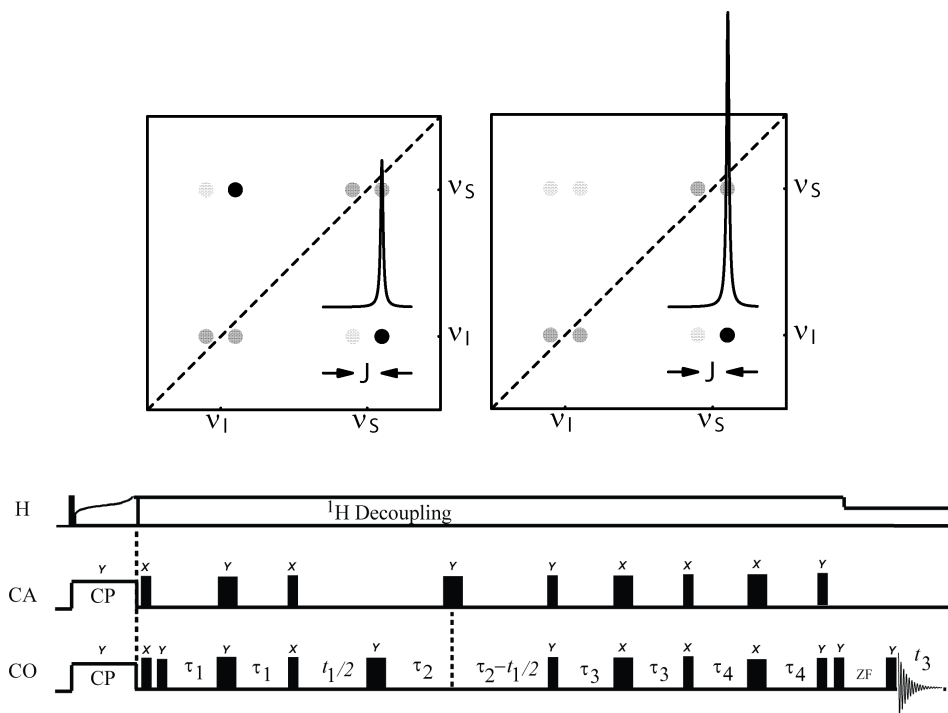 νS νS
νI νI
J J
νI νS νI νS
H ¹H Decoupling
Y X Y X Y Y X X X Y
CA CP
Y X Y Y X Y Y X X X Y Y Y
CO CP τ1 τ1 t1/2 τ2 τ2–t1/2 τ3 τ3 τ4 τ4 ZF t3